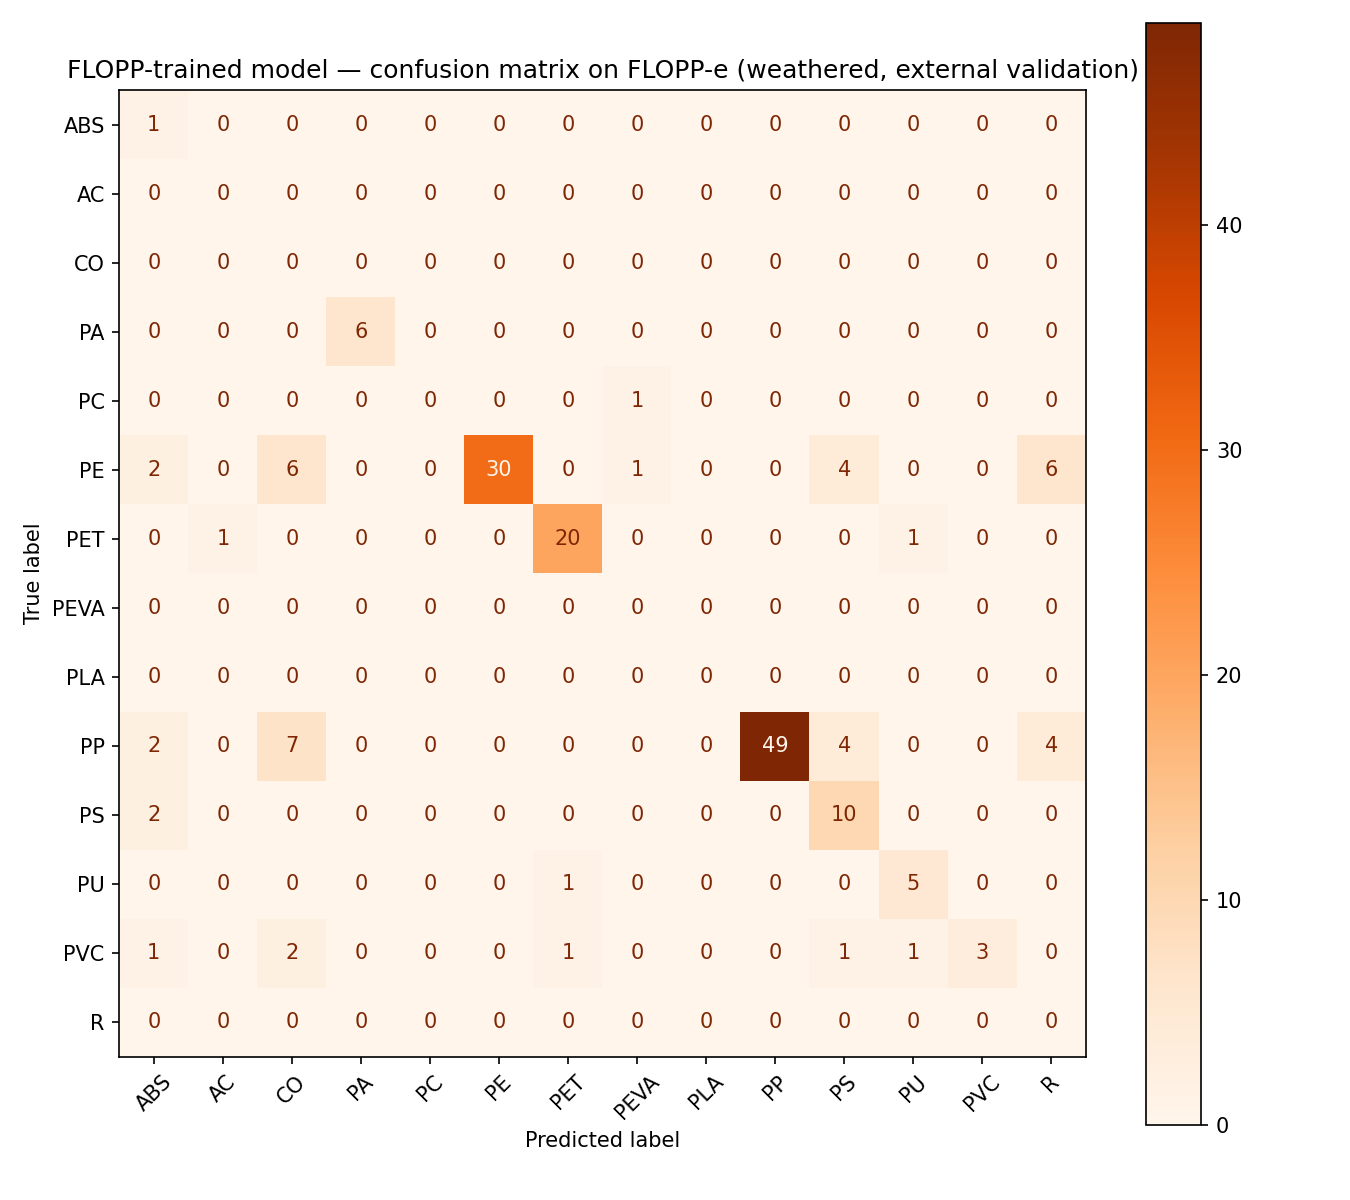 FLOPP-trained model — confusion matrix on FLOPP-e (weathered, external validation)
ABS 1 0 0 0 0 0 0 0 0 0 0 0 0 0
AC 0 0 0 0 0 0 0 0 0 0 0 0 0 0
CO 0 0 0 0 0 0 0 0 0 0 0 0 0 0
PA 0 0 0 6 0 0 0 0 0 0 0 0 0 0
PC 0 0 0 0 0 0 0 1 0 0 0 0 0 0
PE 2 0 6 0 0 30 0 1 0 0 4 0 0 6
PET 0 1 0 0 0 0 20 0 0 0 0 1 0 0
PEVA 0 0 0 0 0 0 0 0 0 0 0 0 0 0
PLA 0 0 0 0 0 0 0 0 0 0 0 0 0 0
PP 2 0 7 0 0 0 0 0 0 49 4 0 0 4
PS 2 0 0 0 0 0 0 0 0 0 10 0 0 0
PU 0 0 0 0 0 0 1 0 0 0 0 5 0 0
PVC 1 0 2 0 0 0 1 0 0 0 1 1 3 0
R 0 0 0 0 0 0 0 0 0 0 0 0 0 0
ABS AC CO PA PC PE PET PEVA PLA PP PS PU PVC R
Predicted label
True label
40
30
20
10
0